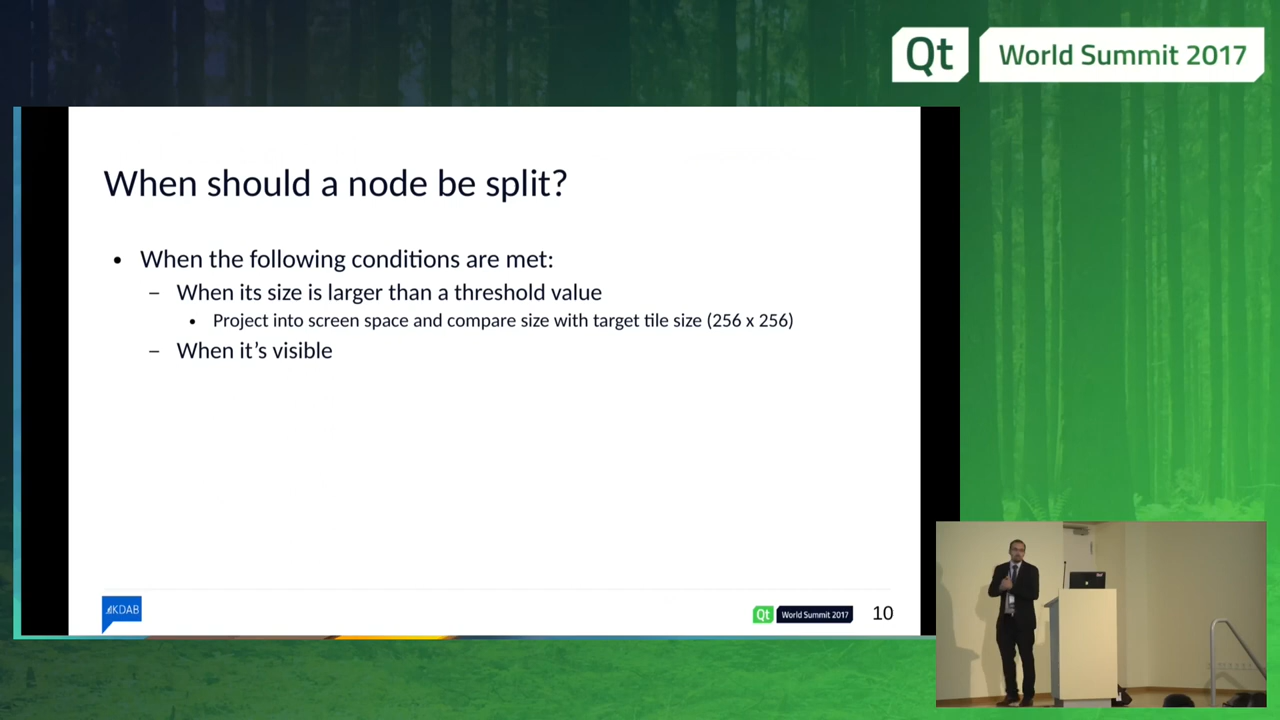 Qt World Summit 2017
When should a node be split?
• When the following conditions are met:
– When its size is larger than a threshold value
• Project into screen space and compare size with target tile size (256 x 256)
– When it's visible
KDAB
Qt World Summit 2017
10